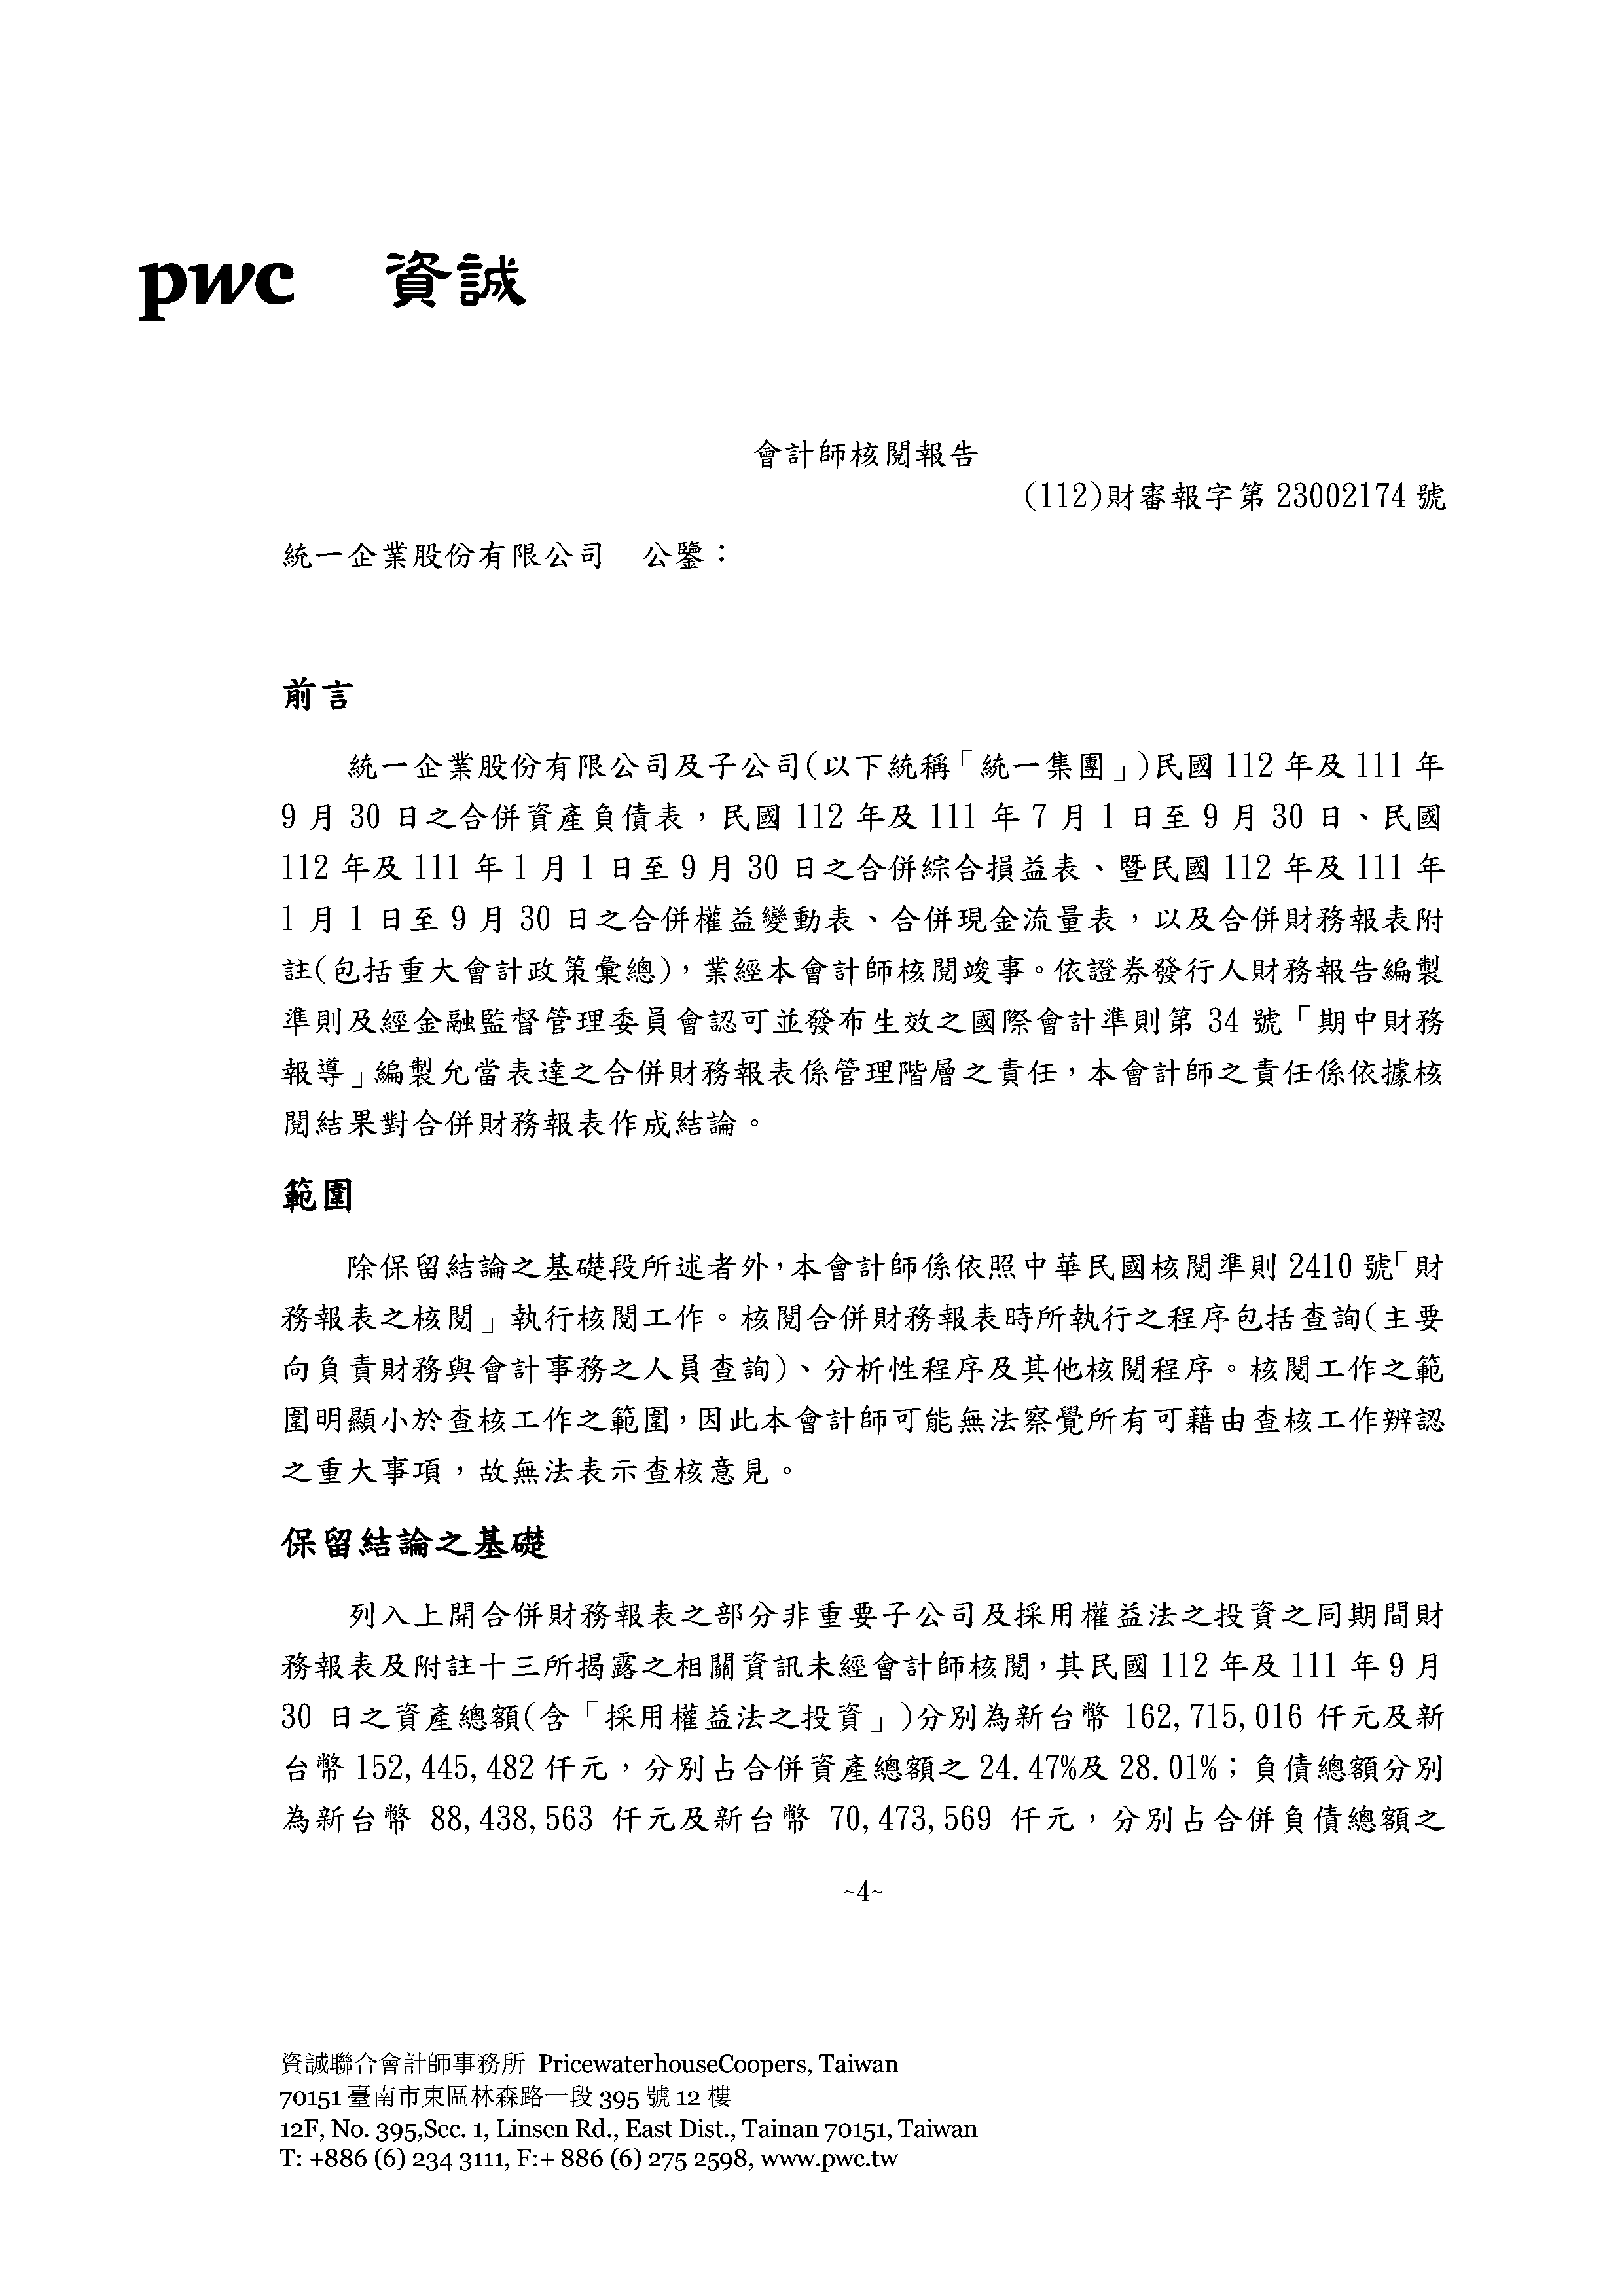 pwc 資誠
會計師核閱報告
(112)財審報字第 23002174 號
統一企業股份有限公司　公鑒：
前言
統一企業股份有限公司及子公司(以下統稱「統一集團」)民國 112 年及 111 年
9 月 30 日之合併資產負債表，民國 112 年及 111 年 7 月 1 日至 9 月 30 日、民國
112 年及 111 年 1 月 1 日至 9 月 30 日之合併綜合損益表、暨民國 112 年及 111 年
1 月 1 日至 9 月 30 日之合併權益變動表、合併現金流量表，以及合併財務報表附
註(包括重大會計政策彙總)，業經本會計師核閱竣事。依證券發行人財務報告編製
準則及經金融監督管理委員會認可並發布生效之國際會計準則第 34 號「期中財務
報導」編製允當表達之合併財務報表係管理階層之責任，本會計師之責任係依據核
閱結果對合併財務報表作成結論。
範圍
除保留結論之基礎段所述者外，本會計師係依照中華民國核閱準則 2410 號「財
務報表之核閱」執行核閱工作。核閱合併財務報表時所執行之程序包括查詢(主要
向負責財務與會計事務之人員查詢)、分析性程序及其他核閱程序。核閱工作之範
圍明顯小於查核工作之範圍，因此本會計師可能無法察覺所有可藉由查核工作辨認
之重大事項，故無法表示查核意見。
保留結論之基礎
列入上開合併財務報表之部分非重要子公司及採用權益法之投資之同期間財
務報表及附註十三所揭露之相關資訊未經會計師核閱，其民國 112 年及 111 年 9 月
30 日之資產總額(含「採用權益法之投資」)分別為新台幣 162,715,016 仟元及新
台幣 152,445,482 仟元，分別占合併資產總額之 24.47%及 28.01%；負債總額分別
為新台幣 88,438,563 仟元及新台幣 70,473,569 仟元，分別占合併負債總額之
~4~
資誠聯合會計師事務所 PricewaterhouseCoopers, Taiwan
70151 臺南市東區林森路一段 395 號 12 樓
12F, No. 395,Sec. 1, Linsen Rd., East Dist., Tainan 70151, Taiwan
T: +886 (6) 234 3111, F:+ 886 (6) 275 2598, www.pwc.tw